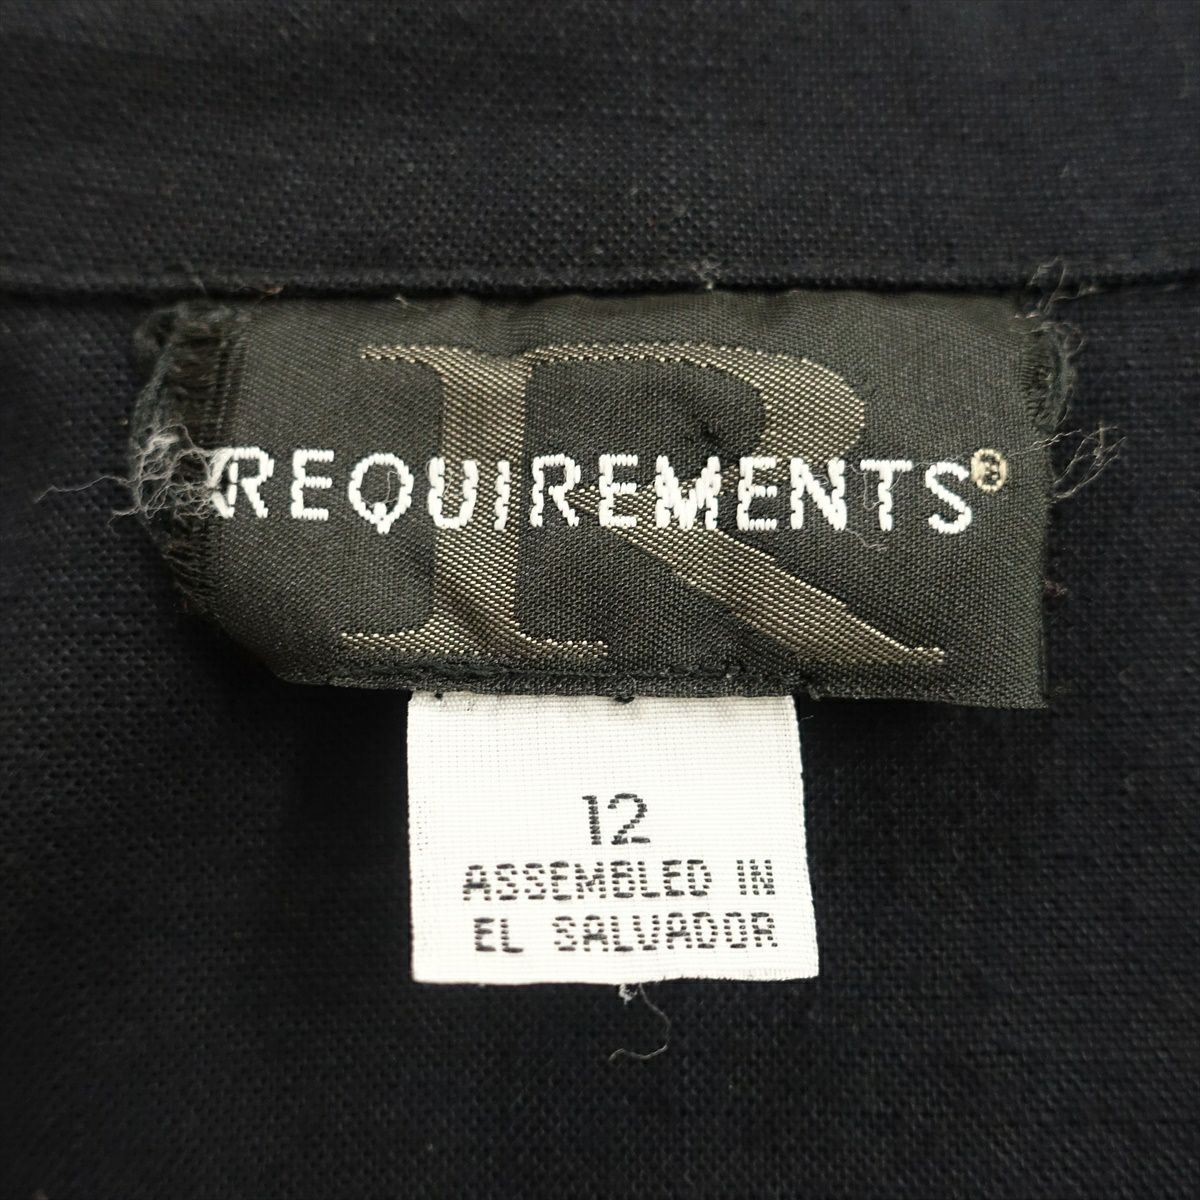 R
REQUIREMENTS®
12
ASSEMBLED IN
EL SALVADOR